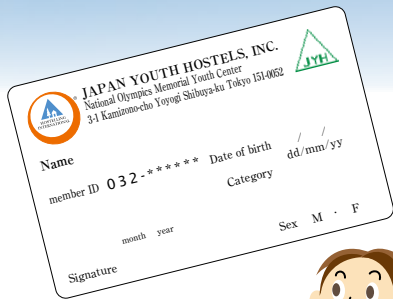 JAPAN YOUTH HOSTELS, INC.
National Olympics Memorial Youth Center
3-1 Kamizono-cho Yoyogi Shibuya-ku Tokyo 151-0052
HOSTELLING
INTERNATIONAL
JYH
Name
member ID 032-****** Date of birth / / dd/mm/yy
Category
month year
Sex M · F
Signature